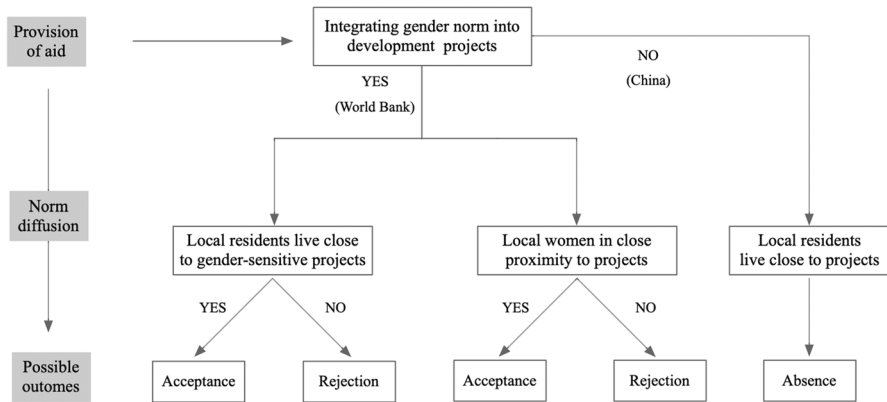 Provision
of aid
Integrating gender norm into
development projects
YES
(World Bank)
NO
(China)
Norm
diffusion
Local residents live close
to gender-sensitive projects
Local women in close
proximity to projects
Local residents
live close to projects
YES
NO
YES
NO
Possible
outcomes
Acceptance
Rejection
Acceptance
Rejection
Absence